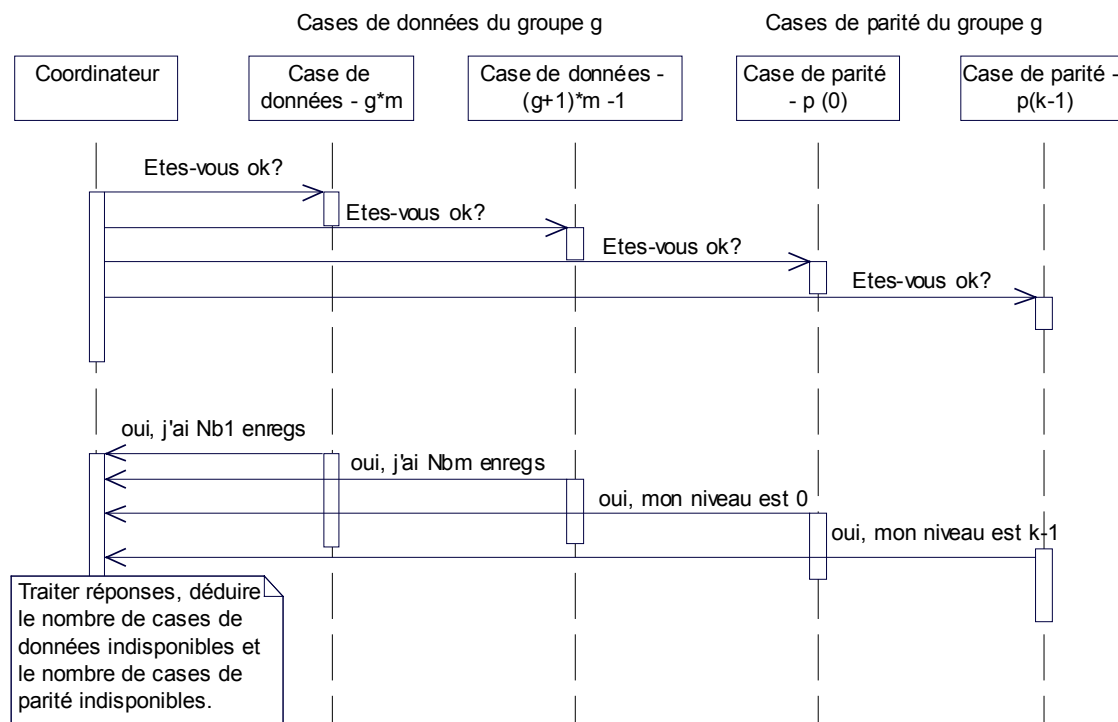 Cases de données du groupe g
Cases de parité du groupe g
Coordinateur
Case de
données - g*m
Case de données -
(g+1)*m -1
Case de parité
- p (0)
Case de parité -
p(k-1)
Etes-vous ok?
Etes-vous ok?
Etes-vous ok?
Etes-vous ok?
oui, j'ai Nb1 enregs
oui, j'ai Nbm enregs
oui, mon niveau est 0
oui, mon niveau est k-1
Traiter réponses, déduire
le nombre de cases de
données indisponibles et
le nombre de cases de
parité indisponibles.